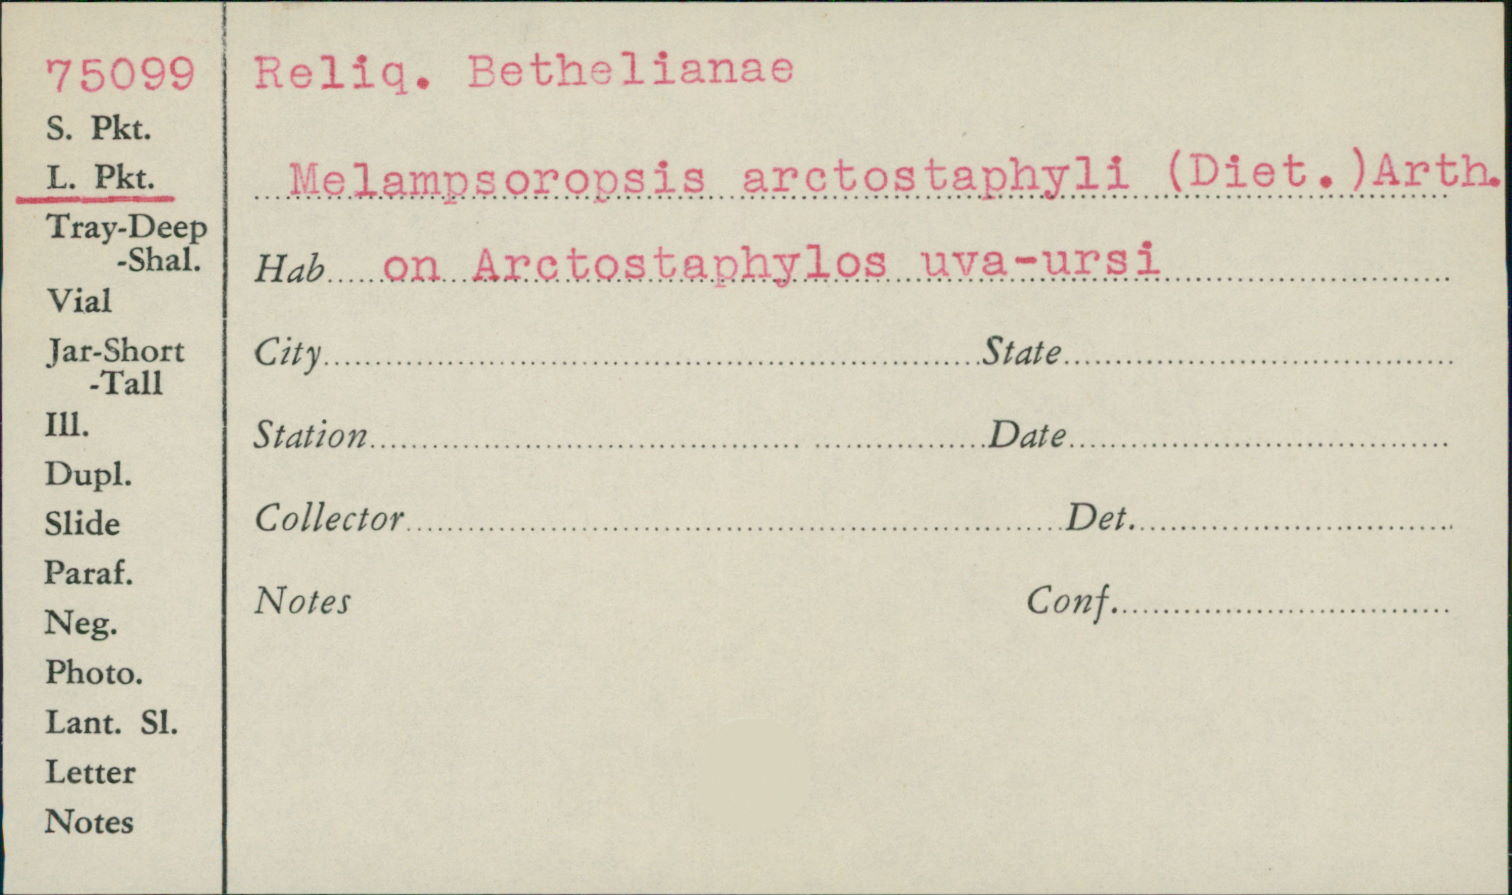 75099
S. Pkt.
L. Pkt.
Tray-Deep
-Shal.
Vial
Jar-Short
-Tall
Ill.
Dupl.
Slide
Paraf.
Neg.
Photo.
Lant. Sl.
Letter
Notes
Reliq. Bethelianae
Melampsoropsis arctostaphyli (Diet.)Arth.
Hab on Arctostaphylos uva-ursi
City State
Station Date
Collector Det.
Notes Conf.